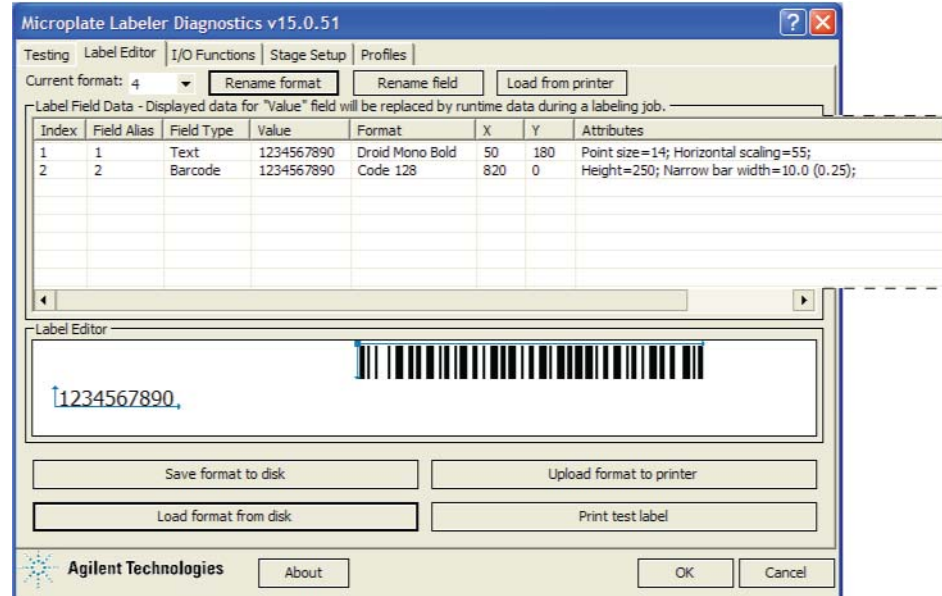 Microplate Labeler Diagnostics v15.0.51
Testing Label Editor I/O Functions Stage Setup Profiles
Current format: 4 Rename format Rename field Load from printer
Label Field Data - Displayed data for "Value" field will be replaced by runtime data during a labeling job.
Index Field Alias Field Type Value Format X Y Attributes
1 1 Text 1234567890 Droid Mono Bold 50 180 Point size=14; Horizontal scaling=55;
2 2 Barcode 1234567890 Code 128 820 0 Height=250; Narrow bar width=10.0 (0.25);
Label Editor
1234567890
Save format to disk Upload format to printer
Load format from disk Print test label
Agilent Technologies About OK Cancel